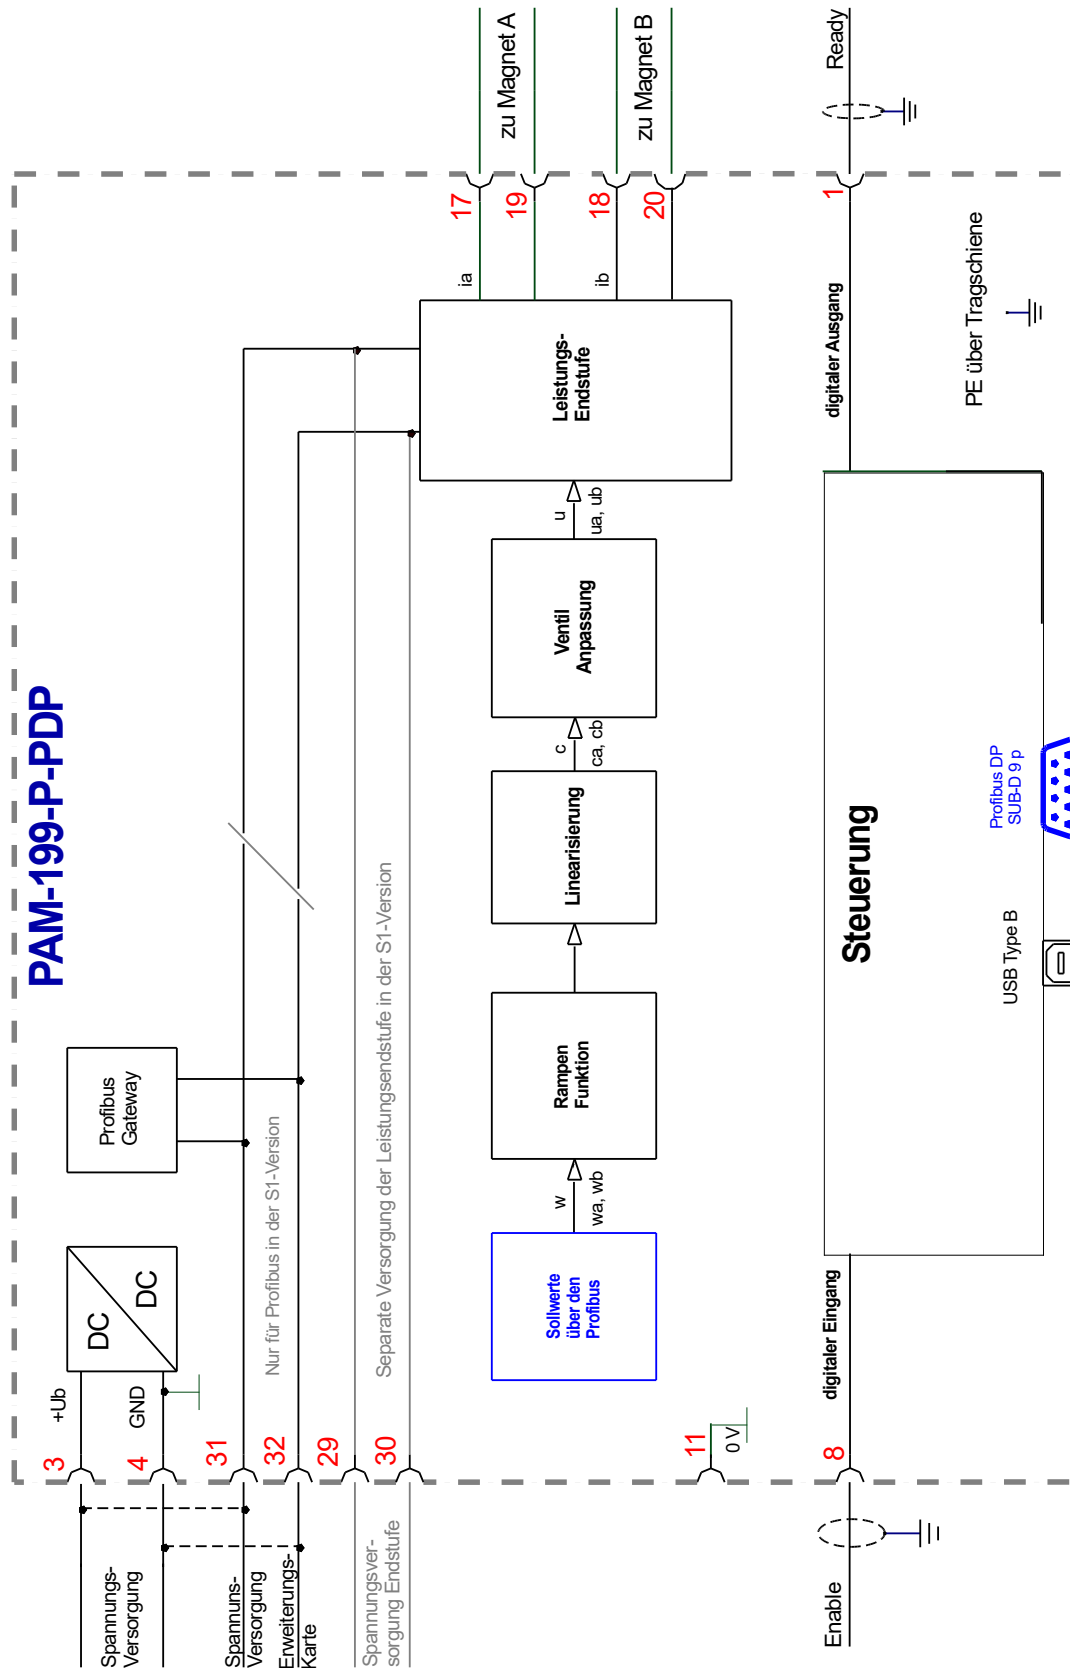 PAM-199-P-PDP
Spannungs-
Versorgung
3
+Ub
4
GND
DC
DC
Profibus
Gateway
Spannuns-
Versorgung
31
Erweiterungs-
Karte
32
Nur für Profibus in der S1-Version
Spannungsver-
sorgung Endstufe
29
30
Separate Versorgung der Leistungsendstufe in der S1-Version
Sollwerte
über den
Profibus
w
wa, wb
Rampen
Funktion
Linearisierung
c
ca, cb
Ventil
Anpassung
u
ua, ub
Leistungs-
Endstufe
ia
17
19
zu Magnet A
ib
18
20
zu Magnet B
11
0 V
Enable
8
digitaler Eingang
Steuerung
digitaler Ausgang
1
Ready
PE über Tragschiene
USB Type B
Profibus DP
SUB-D 9 p